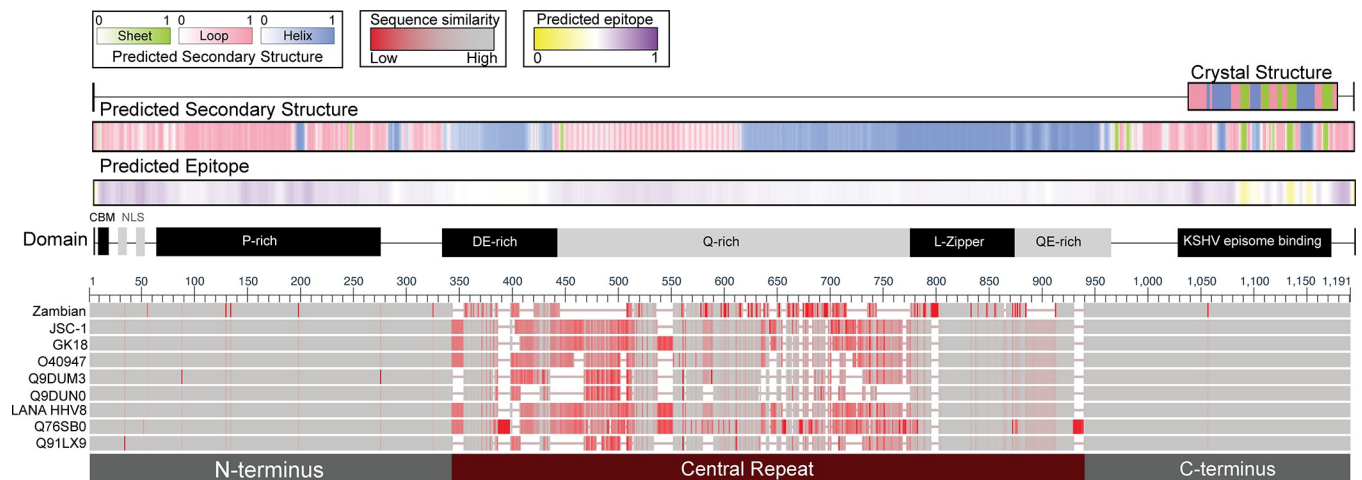 0 1 0 1 0 1
Sheet Loop Helix
Predicted Secondary Structure
Sequence similarity
Low High
Predicted epitope
0 1
Crystal Structure
Predicted Secondary Structure
Predicted Epitope
CBM NLS
Domain P-rich DE-rich Q-rich L-Zipper QE-rich KSHV episome binding
1 50 100 150 200 250 300 350 400 450 500 550 600 650 700 750 800 850 900 950 1,000 1,050 1,100 1,150 1,191
Zambian
JSC-1
GK18
O40947
Q9DUM3
Q9DUN0
LANA HHV8
Q76SB0
Q91LX9
N-terminus Central Repeat C-terminus